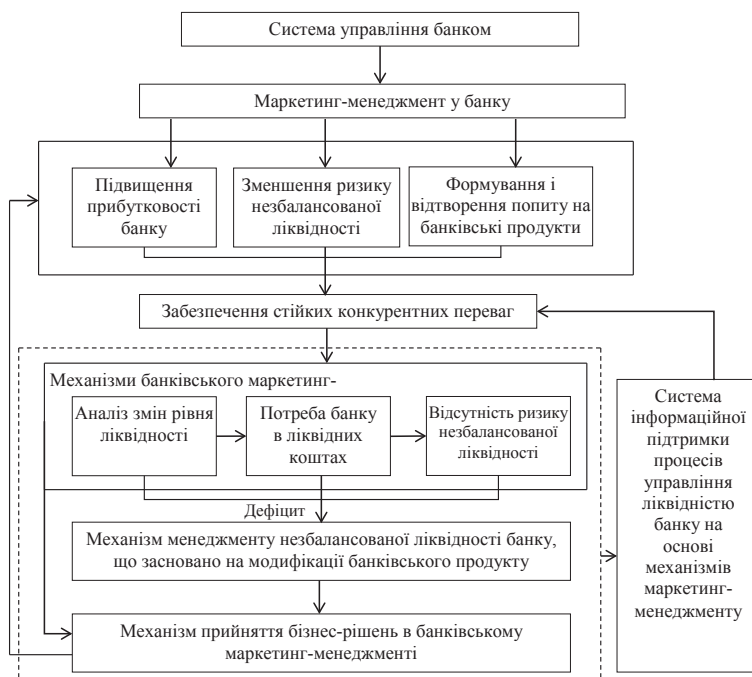 Система управління банком
Маркетинг-менеджмент у банку
Підвищення
прибутковості
банку
Зменшення ризику
незбалансованої
ліквідності
Формування і
відтворення попиту на
банківські продукти
Забезпечення стійких конкурентних переваг
Механізми банківського маркетинг-
Аналіз змін рівня
ліквідності
Потреба банку
в ліквідних
коштах
Відсутність ризику
незбалансованої
ліквідності
Дефіцит
Механізм менеджменту незбалансованої ліквідності банку,
що засновано на модифікації банківського продукту
Механізм прийняття бізнес-рішень в банківському
маркетинг-менеджменті
Система
інформаційної
підтримки
процесів
управління
ліквідністю
банку на
основі
механізмів
маркетинг-
менеджменту